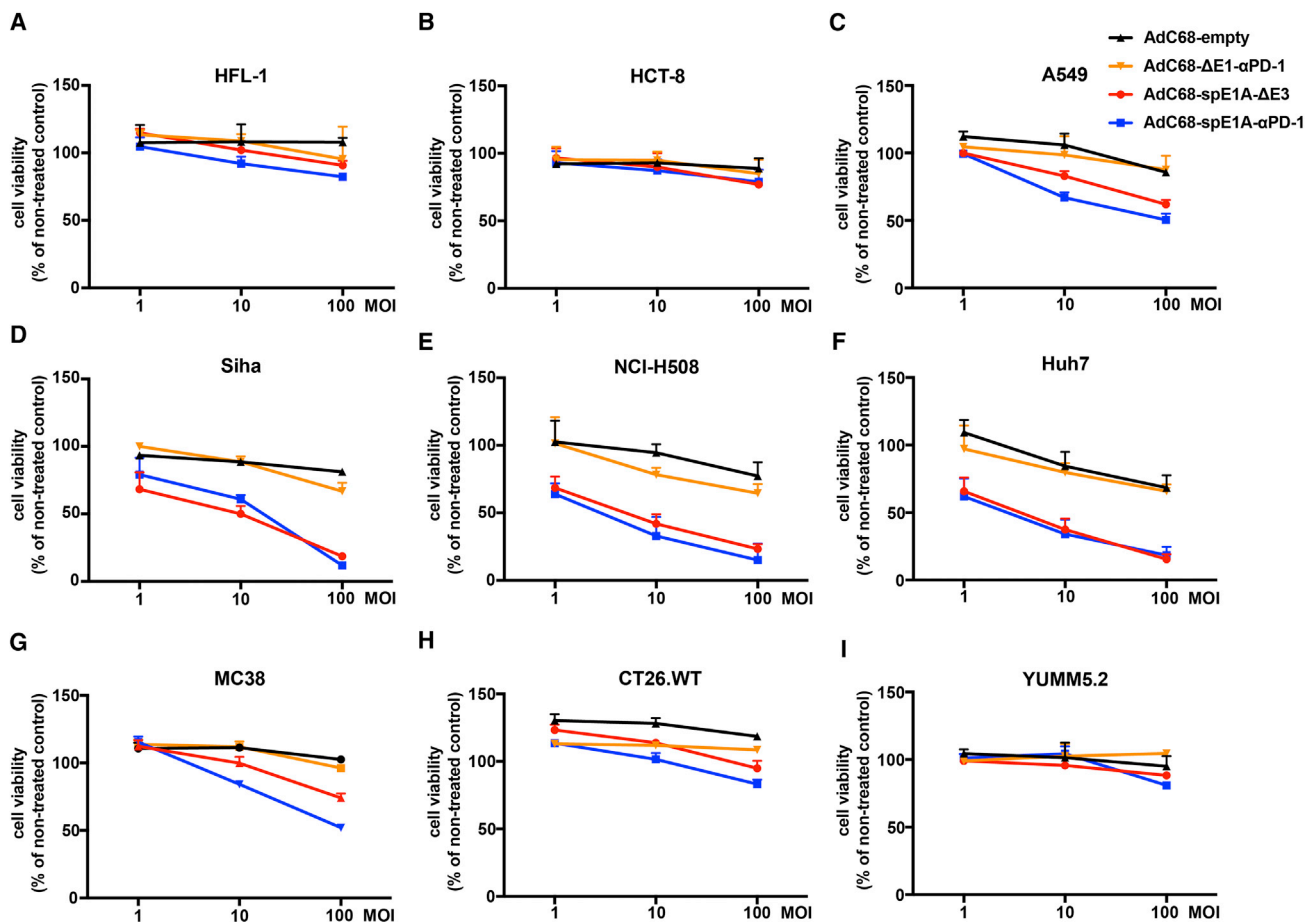 A
HFL-1
cell viability
(% of non-treated control)
150
100
50
0
1
10
100
MOI
B
HCT-8
cell viability
(% of non-treated control)
150
100
50
0
1
10
100
MOI
C
A549
AdC68-empty
AdC68-ΔE1-αPD-1
AdC68-spE1A-ΔE3
AdC68-spE1A-αPD-1
cell viability
(% of non-treated control)
150
100
50
0
1
10
100
MOI
D
Siha
cell viability
(% of non-treated control)
150
100
50
0
1
10
100
MOI
E
NCI-H508
cell viability
(% of non-treated control)
150
100
50
0
1
10
100
MOI
F
Huh7
cell viability
(% of non-treated control)
150
100
50
0
1
10
100
MOI
G
MC38
cell viability
(% of non-treated control)
150
100
50
0
1
10
100
MOI
H
CT26.WT
cell viability
(% of non-treated control)
150
100
50
0
1
10
100
MOI
I
YUMM5.2
cell viability
(% of non-treated control)
150
100
50
0
1
10
100
MOI